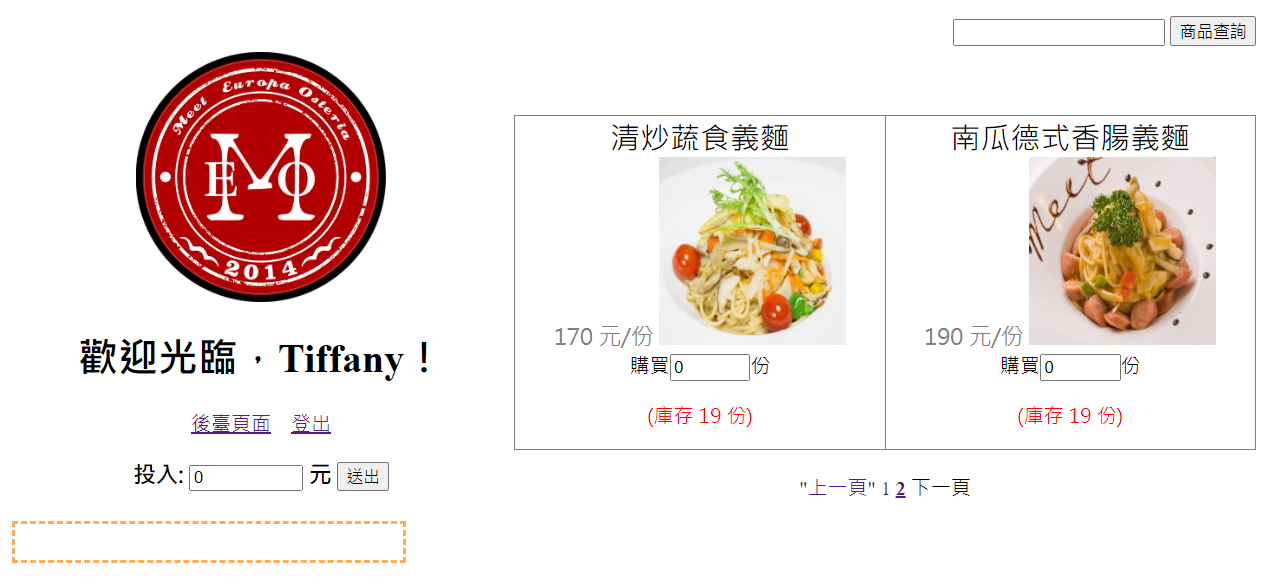 商品查詢
Meet Europa Osteria
M
E O
2014
歡迎光臨，Tiffany！
後臺頁面 登出
投入: 0 元 送出
清炒蔬食義麵
170 元/份
購買 0 份
(庫存 19 份)
南瓜德式香腸義麵
Meet
190 元/份
購買 0 份
(庫存 19 份)
"上一頁" 1 2 下一頁